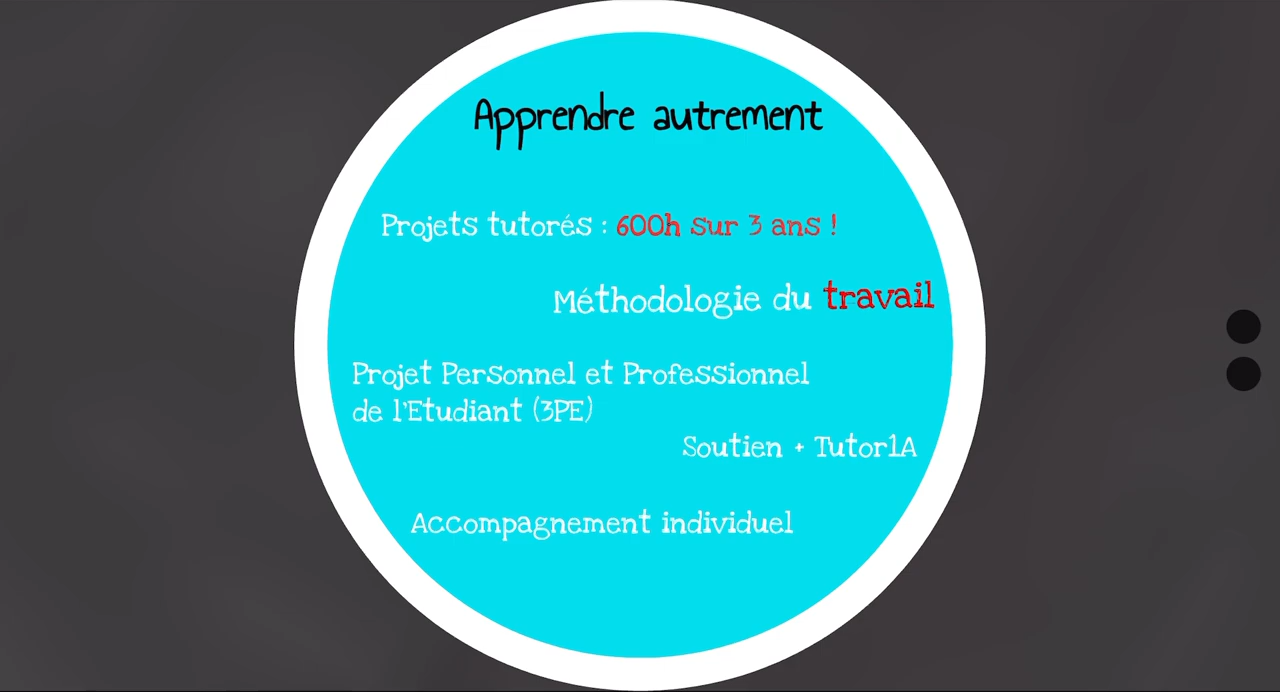 Apprendre autrement
Projets tutorés : 600h sur 3 ans !
Méthodologie du travail
Projet Personnel et Professionnel
de l'Etudiant (3PE)
Soutien + Tutor1A
Accompagnement individuel